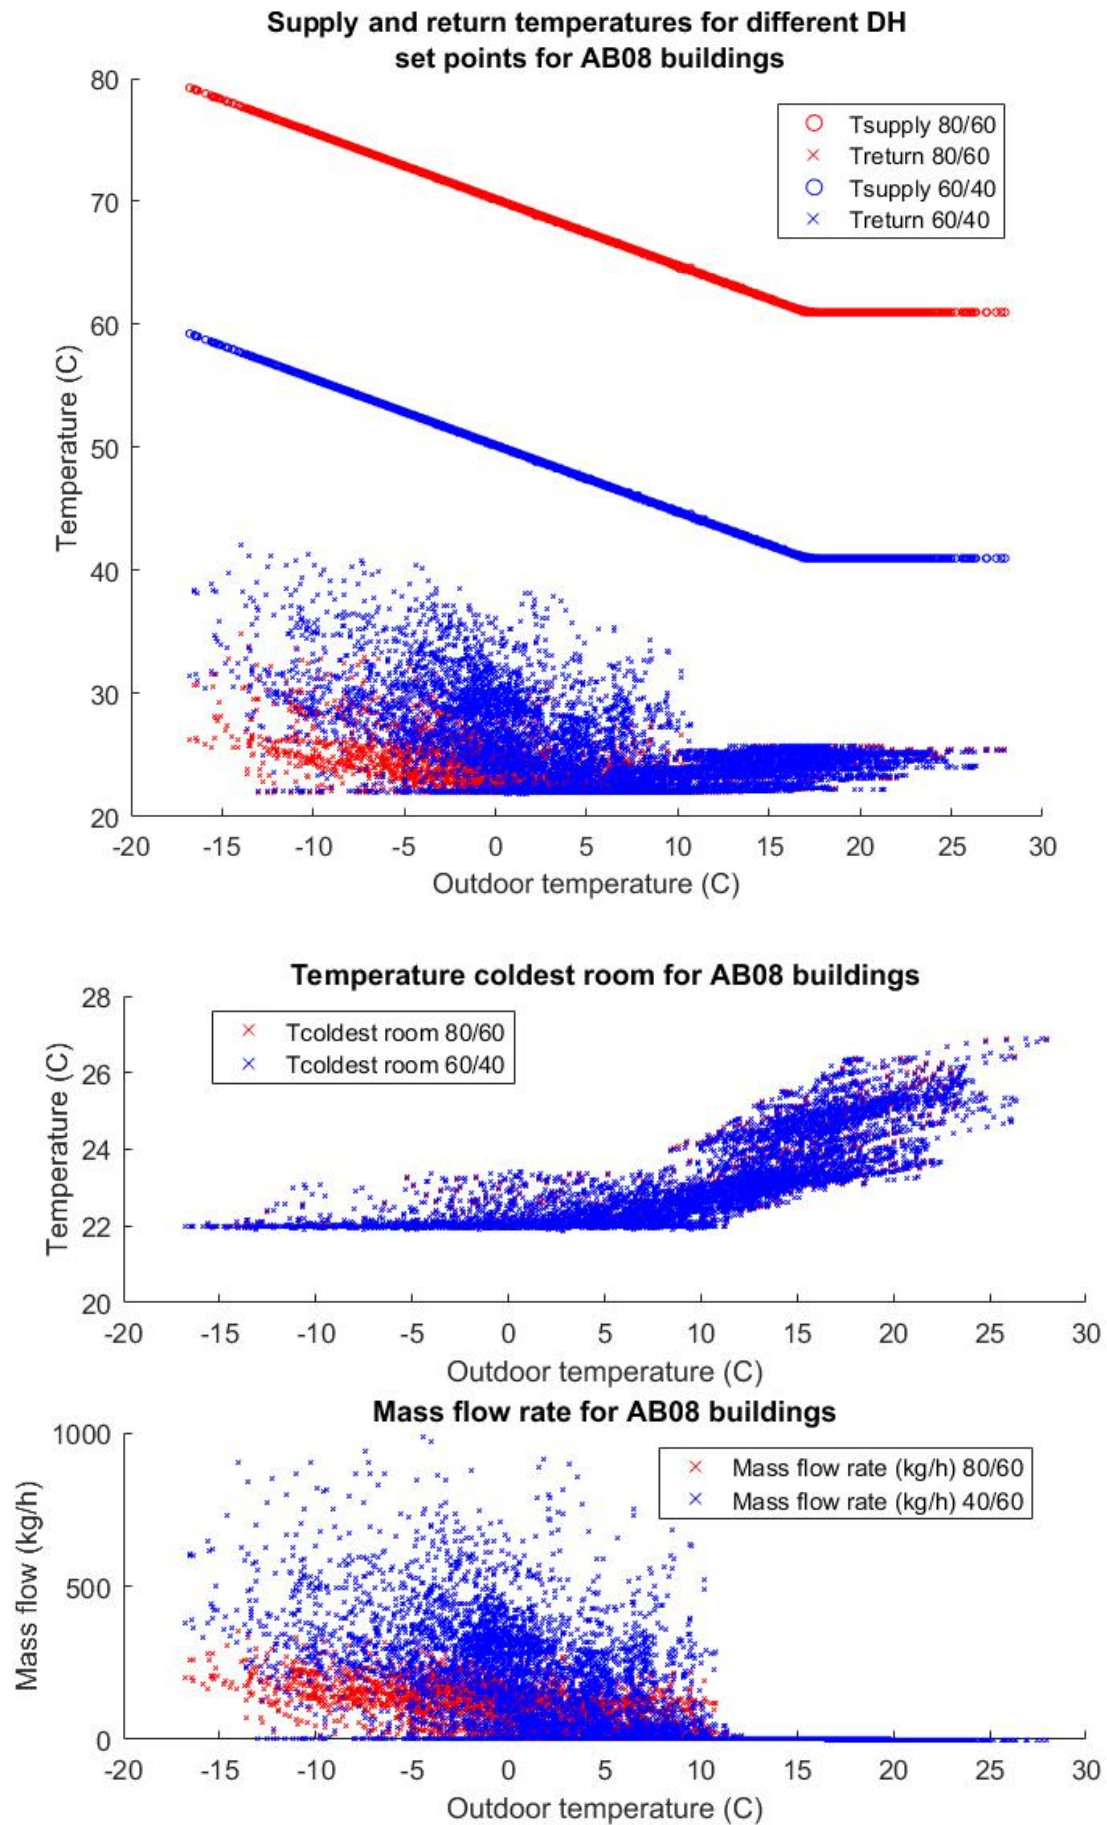 Supply and return temperatures for different DH
set points for AB08 buildings
80
70
60
50
40
30
20
Temperature (C)
Tsupply 80/60
Treturn 80/60
Tsupply 60/40
Treturn 60/40
-20 -15 -10 -5 0 5 10 15 20 25 30
Outdoor temperature (C)
Temperature coldest room for AB08 buildings
28
26
24
22
20
Temperature (C)
Tcoldest room 80/60
Tcoldest room 60/40
-20 -15 -10 -5 0 5 10 15 20 25 30
Outdoor temperature (C)
Mass flow rate for AB08 buildings
1000
500
0
Mass flow (kg/h)
Mass flow rate (kg/h) 80/60
Mass flow rate (kg/h) 40/60
-20 -15 -10 -5 0 5 10 15 20 25 30
Outdoor temperature (C)